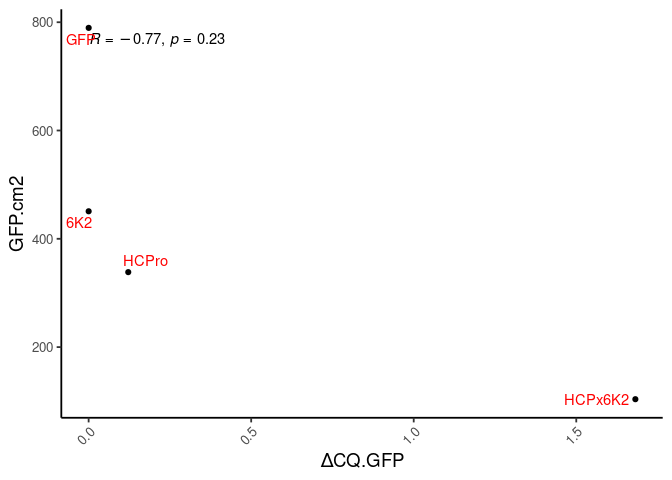 800
GFP
R = −0.77, p = 0.23
600
GFP.cm2
6K2
400
HCPro
200
HCPx6K2
0.0
0.5
1.0
1.5
ΔCQ.GFP